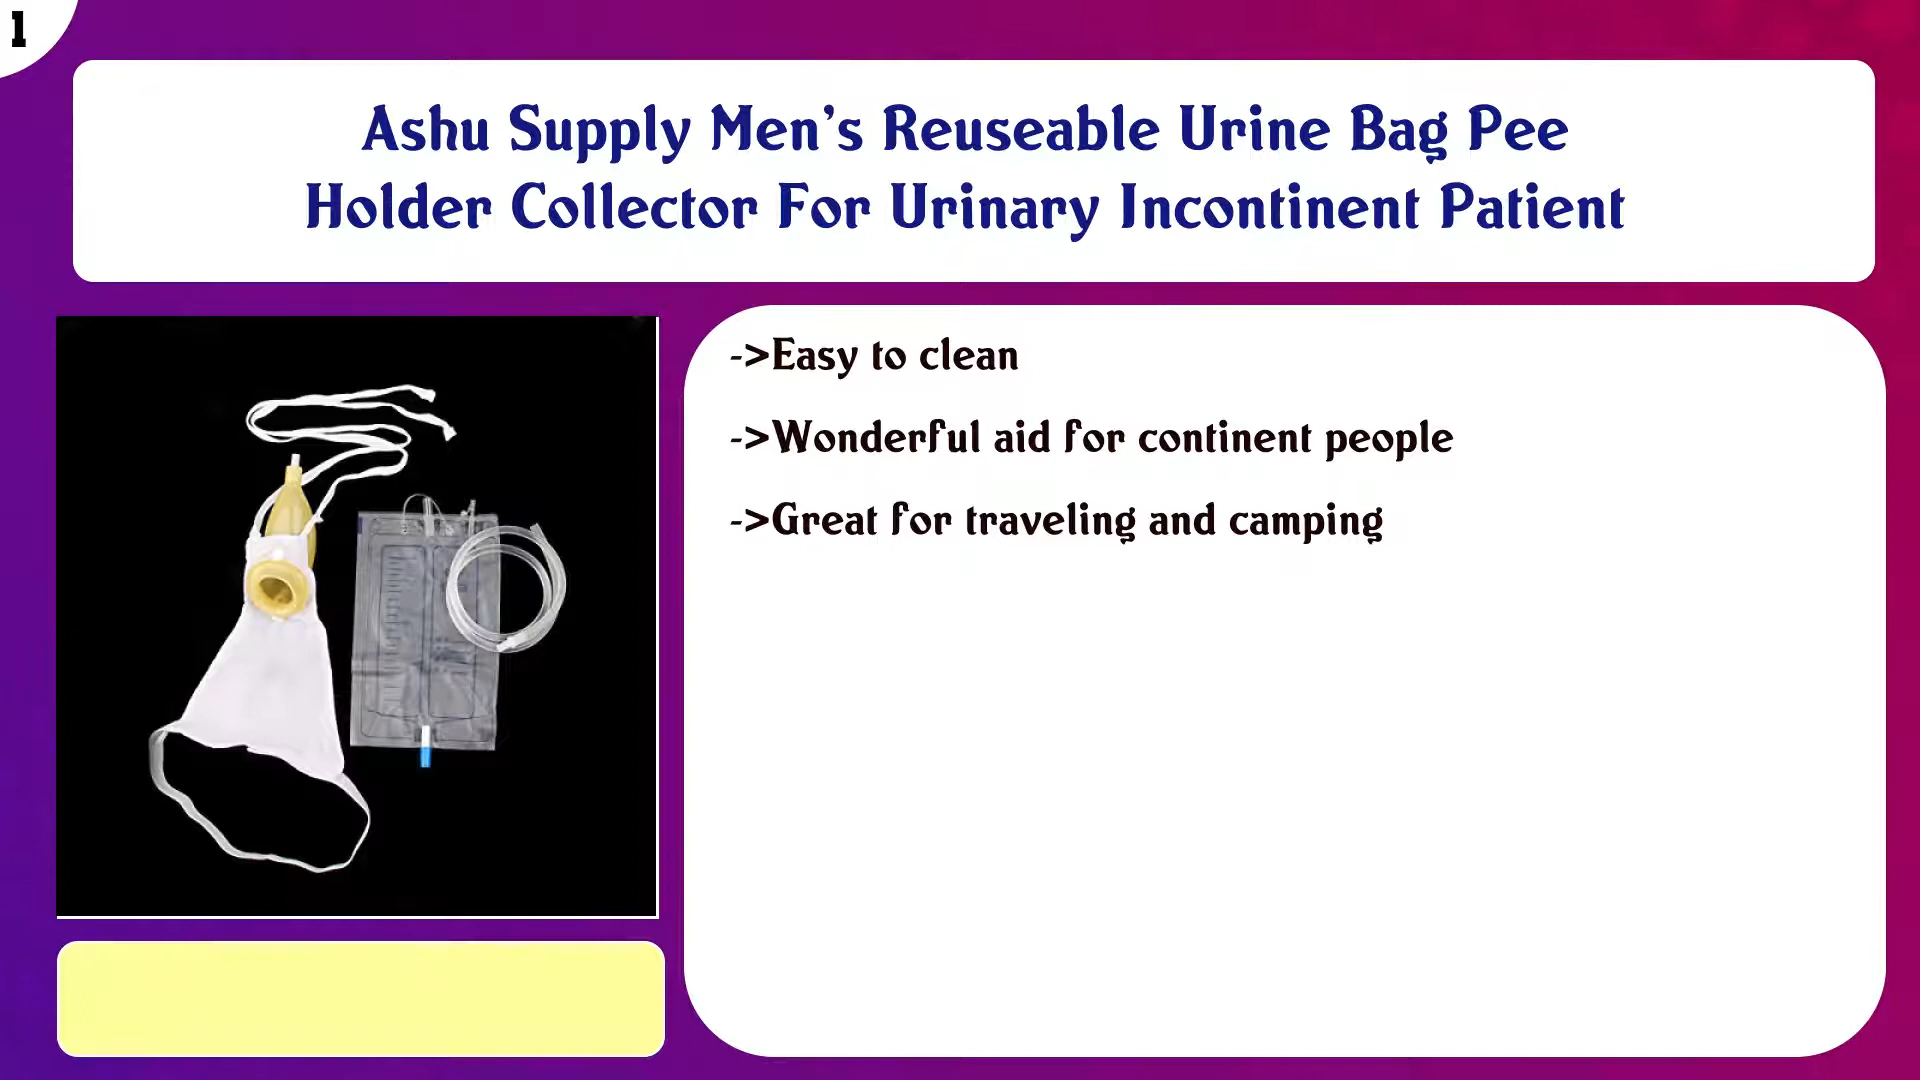 1
Ashu Supply Men's Reuseable Urine Bag Pee
Holder Collector For Urinary Incontinent Patient
->Easy to clean
->Wonderful aid for continent people
->Great for traveling and camping